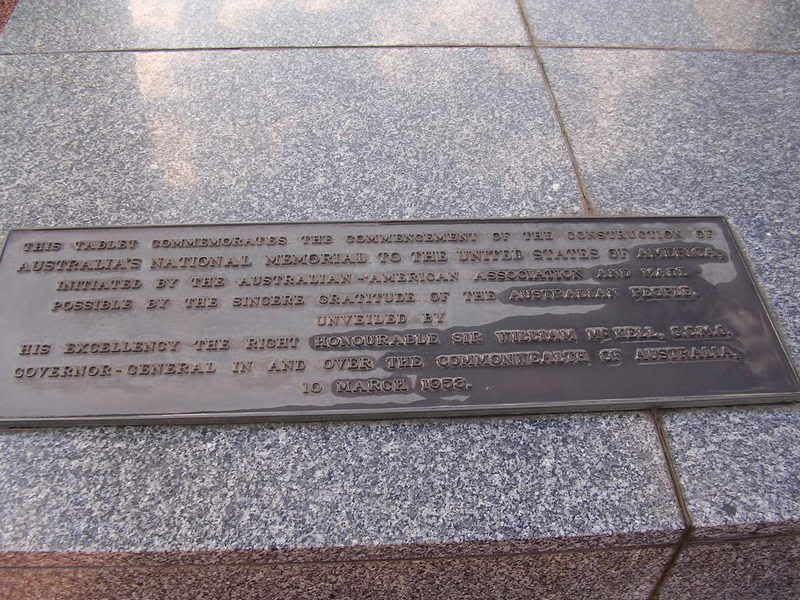 THIS TABLET COMMEMORATES THE COMMENCEMENT OF THE CONSTRUCTION OF
AUSTRALIA'S NATIONAL MEMORIAL TO THE UNITED STATES OF AMERICA,
INITIATED BY THE AUSTRALIAN-AMERICAN ASSOCIATION AND MADE
POSSIBLE BY THE SINCERE GRATITUDE OF THE AUSTRALIAN PEOPLE.
UNVEILED BY
HIS EXCELLENCY THE RIGHT HONOURABLE SIR WILLIAM McKELL, G.C.M.G.
GOVERNOR-GENERAL IN AND OVER THE COMMONWEALTH OF AUSTRALIA.
10 MARCH 1953.